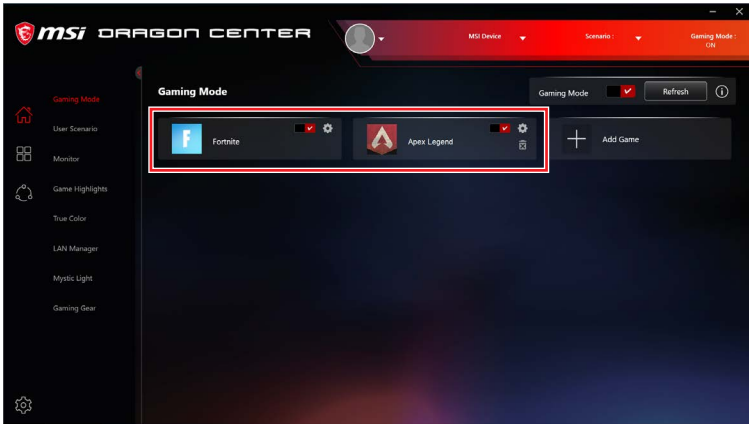 msi DRAGON CENTER
MSI Device
Scenario :
Gaming Mode :
ON
Gaming Mode
User Scenario
Monitor
Game Highlights
True Color
LAN Manager
Mystic Light
Gaming Gear
Gaming Mode
Gaming Mode
Refresh
Fortnite
Apex Legend
Add Game